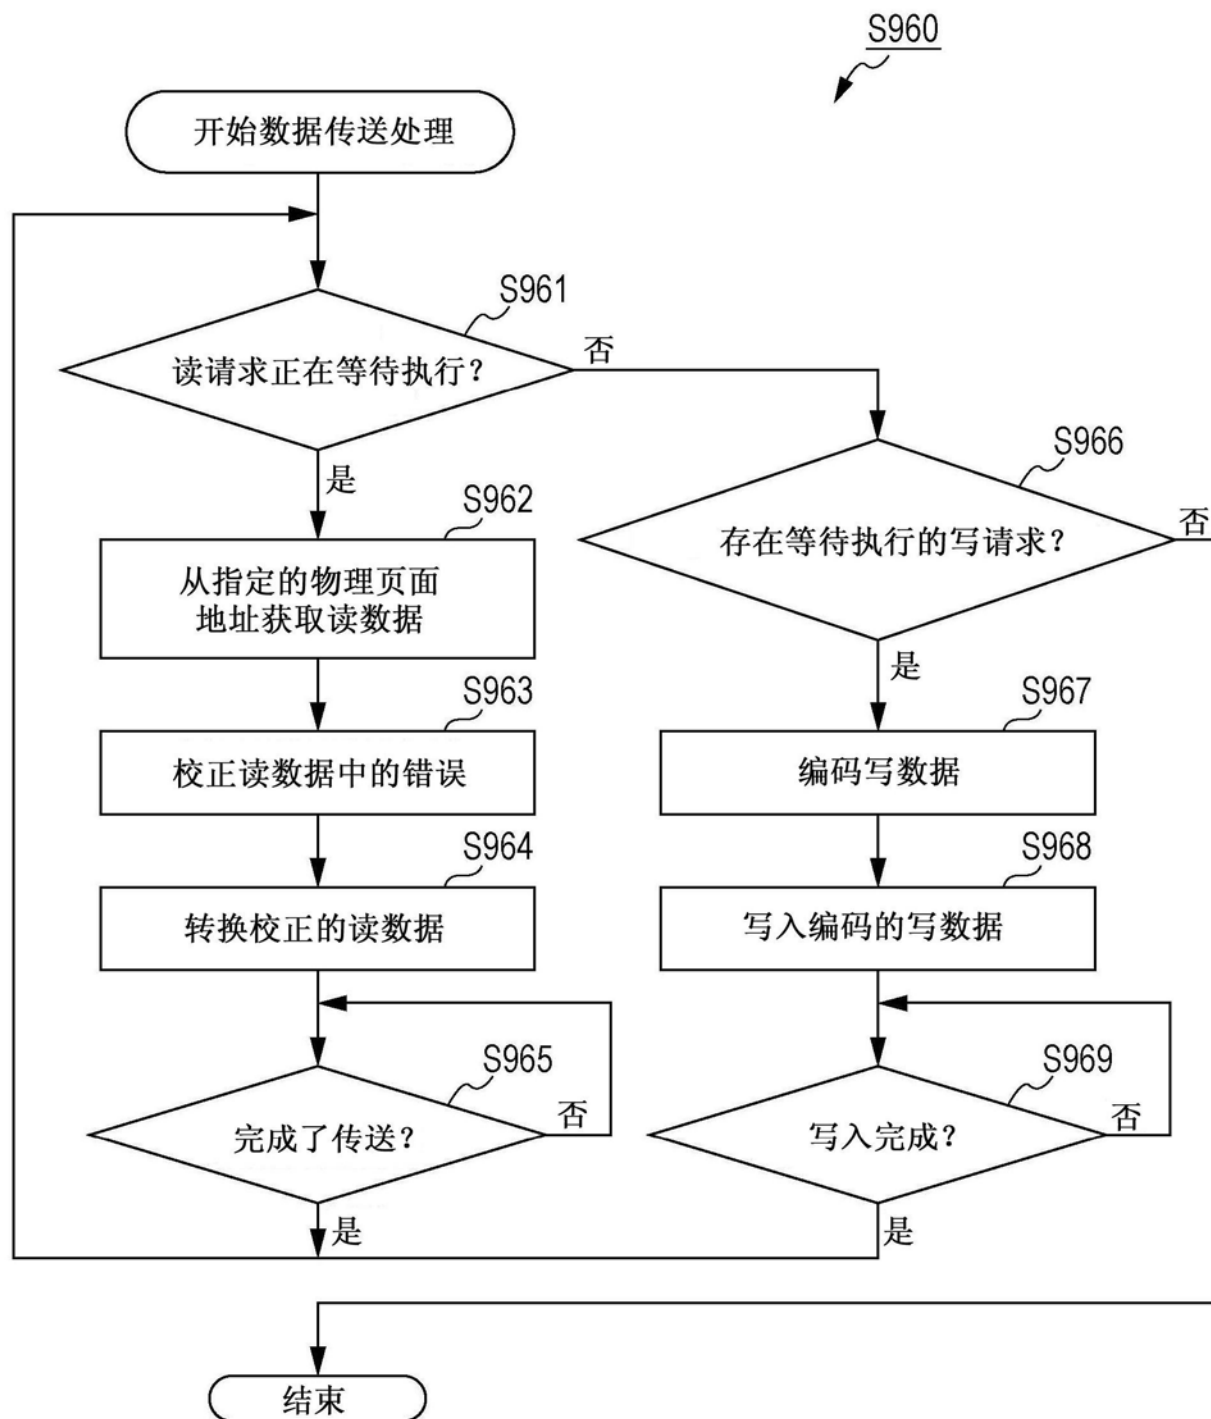 S960
开始数据传送处理
S961
读请求正在等待执行?
否
是
S966
存在等待执行的写请求?
否
是
S962
从指定的物理页面
地址获取读数据
S963
校正读数据中的错误
S967
编码写数据
S964
转换校正的读数据
S968
写入编码的写数据
S965
完成了传送?
否
是
S969
写入完成?
否
是
结束